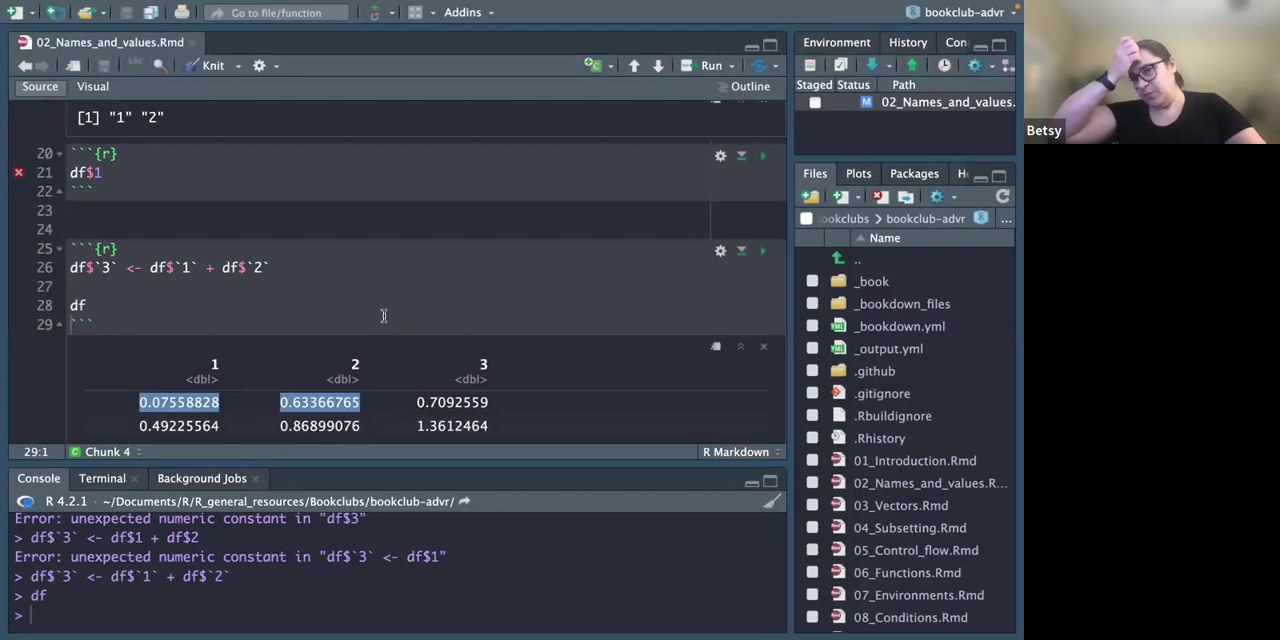 Go to file/function
Addins
bookclub-advr
02_Names_and_values.Rmd
ABC
Knit
Run
Source
Visual
Outline
[1] "1" "2"
20 ```{r}
21 df$1
22 ```
23
24
25 ```{r}
26 df$`3` <- df$`1` + df$`2`
27
28 df
29 ```
1 2 3
<dbl> <dbl> <dbl>
0.07558828 0.63366765 0.7092559
0.49225564 0.86899076 1.3612464
29:1 Chunk 4 R Markdown
Console
Terminal
Background Jobs
R 4.2.1 · ~/Documents/R/R_general_resources/Bookclubs/bookclub-advr/
Error: unexpected numeric constant in "df$3"
> df$`3` <- df$1 + df$2
Error: unexpected numeric constant in "df$`3` <- df$1"
> df$`3` <- df$`1` + df$`2`
> df
>
Environment
History
Con
Staged Status Path
M 02_Names_and_values.
Files
Plots
Packages
H
ookclubs > bookclub-advr ...
Name
..
_book
_bookdown_files
_bookdown.yml
_output.yml
.github
.gitignore
.Rbuildignore
.Rhistory
01_Introduction.Rmd
02_Names_and_values.R...
03_Vectors.Rmd
04_Subsetting.Rmd
05_Control_flow.Rmd
06_Functions.Rmd
07_Environments.Rmd
08_Conditions.Rmd
Betsy